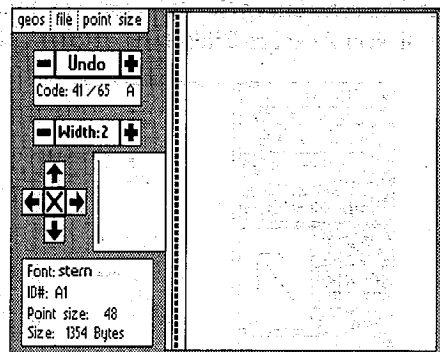 geos file point size
Undo
Code: 41/65 A
Width:2
Font: stern
ID#: A1
Point size: 48
Size: 1354 Bytes